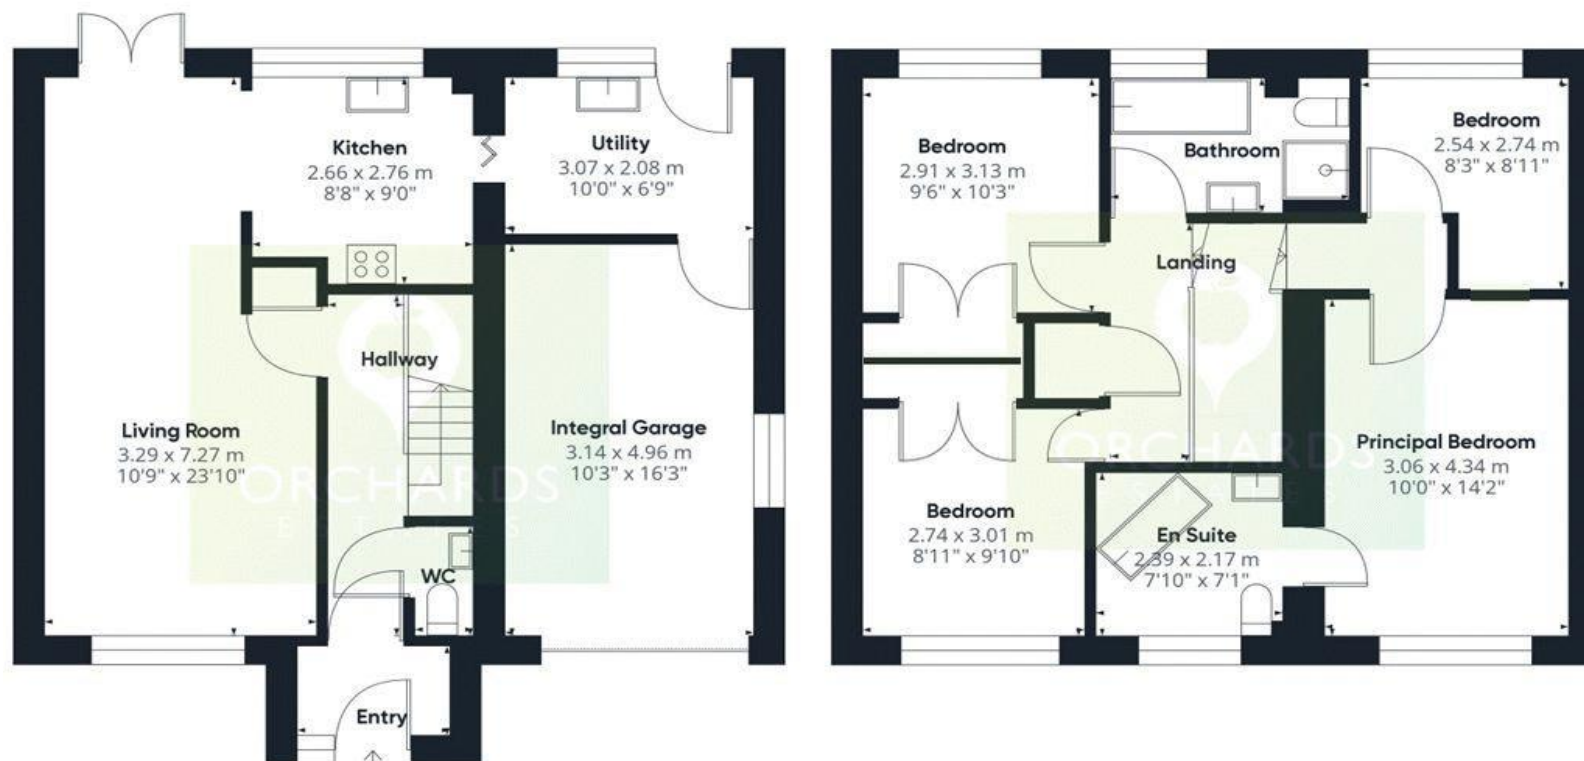 Kitchen
2.66 x 2.76 m
8'8" x 9'0"
Utility
3.07 x 2.08 m
10'0" x 6'9"
Hallway
Living Room
3.29 x 7.27 m
10'9" x 23'10"
Integral Garage
3.14 x 4.96 m
10'3" x 16'3"
WC
Entry
ORCHARDS
ESTATES
Bedroom
2.91 x 3.13 m
9'6" x 10'3"
Bathroom
Bedroom
2.54 x 2.74 m
8'3" x 8'11"
Landing
Principal Bedroom
3.06 x 4.34 m
10'0" x 14'2"
Bedroom
2.74 x 3.01 m
8'11" x 9'10"
En Suite
2.39 x 2.17 m
7'10" x 7'1"
ORCHARDS
ESTATES